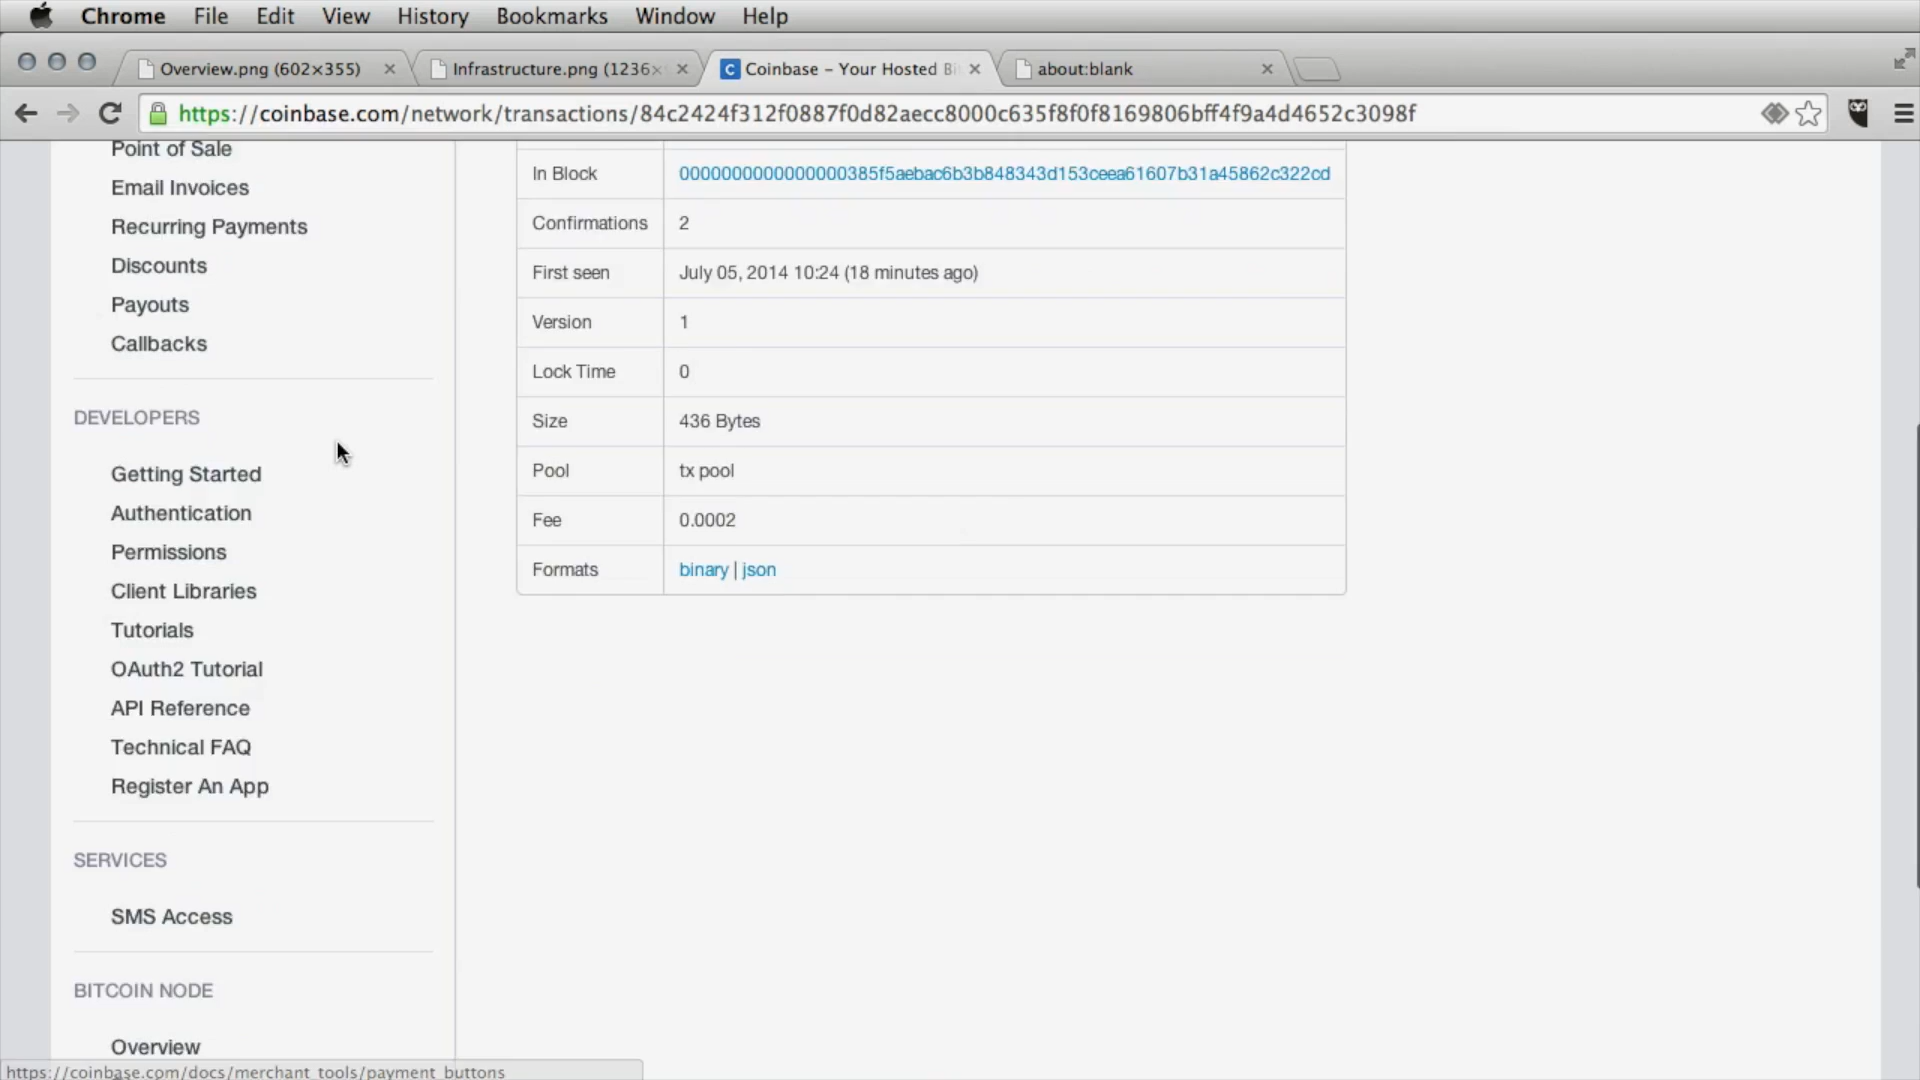 Chrome File Edit View History Bookmarks Window Help
Overview.png (602×355)
Infrastructure.png (1236×
Coinbase – Your Hosted Bi
about:blank
https://coinbase.com/network/transactions/84c2424f312f0887f0d82aecc8000c635f8f0f8169806bff4f9a4d4652c3098f
Point of Sale
Email Invoices
Recurring Payments
Discounts
Payouts
Callbacks
DEVELOPERS
Getting Started
Authentication
Permissions
Client Libraries
Tutorials
OAuth2 Tutorial
API Reference
Technical FAQ
Register An App
SERVICES
SMS Access
BITCOIN NODE
Overview
In Block 0000000000000000385f5aebac6b3b848343d153ceea61607b31a45862c322cd
Confirmations 2
First seen July 05, 2014 10:24 (18 minutes ago)
Version 1
Lock Time 0
Size 436 Bytes
Pool tx pool
Fee 0.0002
Formats binary | json
https://coinbase.com/docs/merchant_tools/payment_buttons